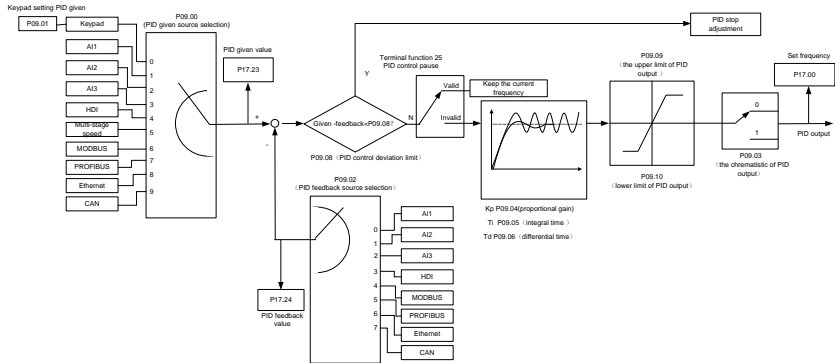 Keypad setting PID given
P09.01
Keypad
AI1
AI2
AI3
HDI
Multi-stage
speed
MODBUS
PROFIBUS
Ethernet
CAN
P09.00
(PID given source selection)
0
1
2
3
4
5
6
7
8
9
PID given
value
P17.23
+
-
Given -feedback<P09.08?
Y
N
P09.08（PID control deviation limit）
PID stop
adjustment
Terminal function 25
PID control pause
Valid
Invalid
Keep the current
frequency
Kp P09.04(proportional gain)
Ti P09.05（integral time ）
Td P09.06（differential time）
P09.09
（the upper limit of PID
output）
P09.10
(lower limit of PID output）
0
1
P09.03
(the chrmatistic of PID
output）
Set frequency
P17.00
PID output
P09.02
（PID feedback source selection）
0
1
2
3
4
5
6
7
AI1
AI2
AI3
HDI
MODBUS
PROFIBUS
Ethernet
CAN
P17.24
PID feedback
value